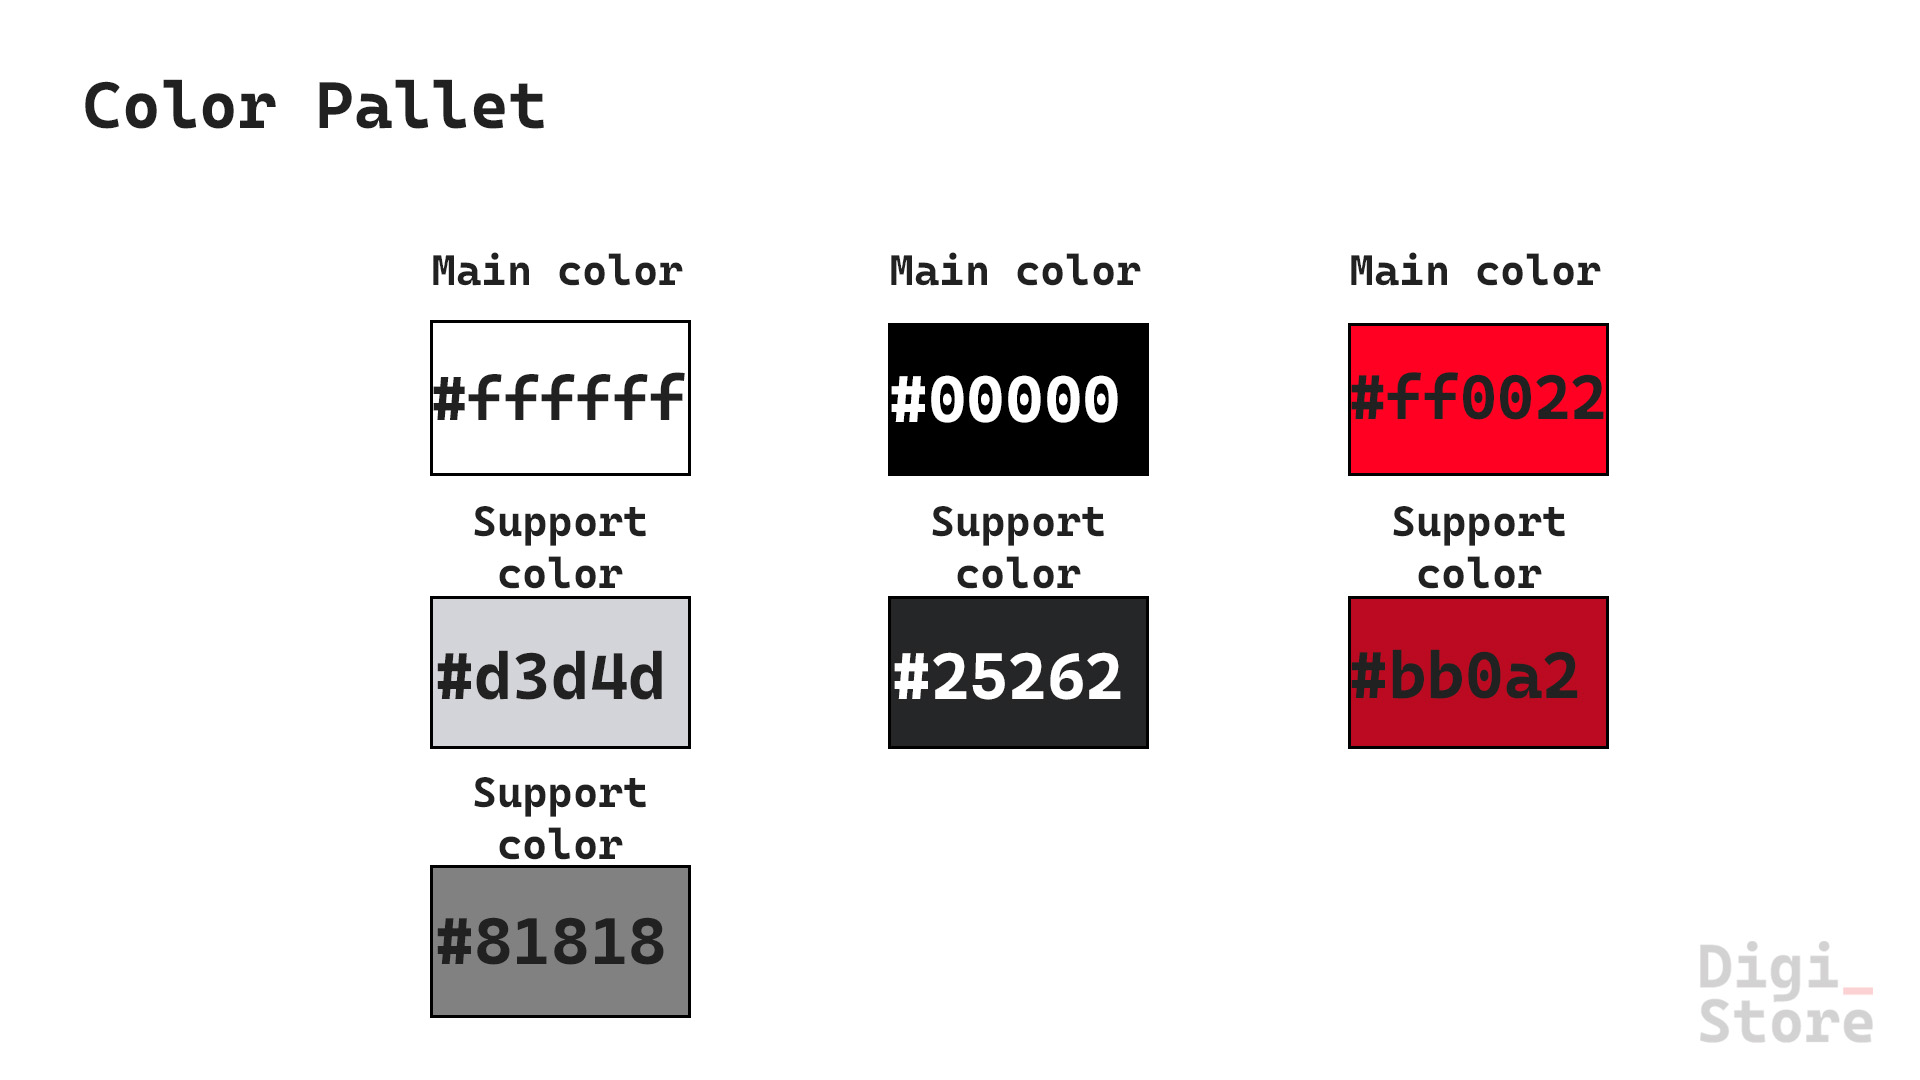 Color Pallet
Main color
Main color
Main color
#ffffff
#00000
#ff0022
Support
color
Support
color
Support
color
#d3d4d
#25262
#bb0a2
Support
color
#81818
Digi_
Store